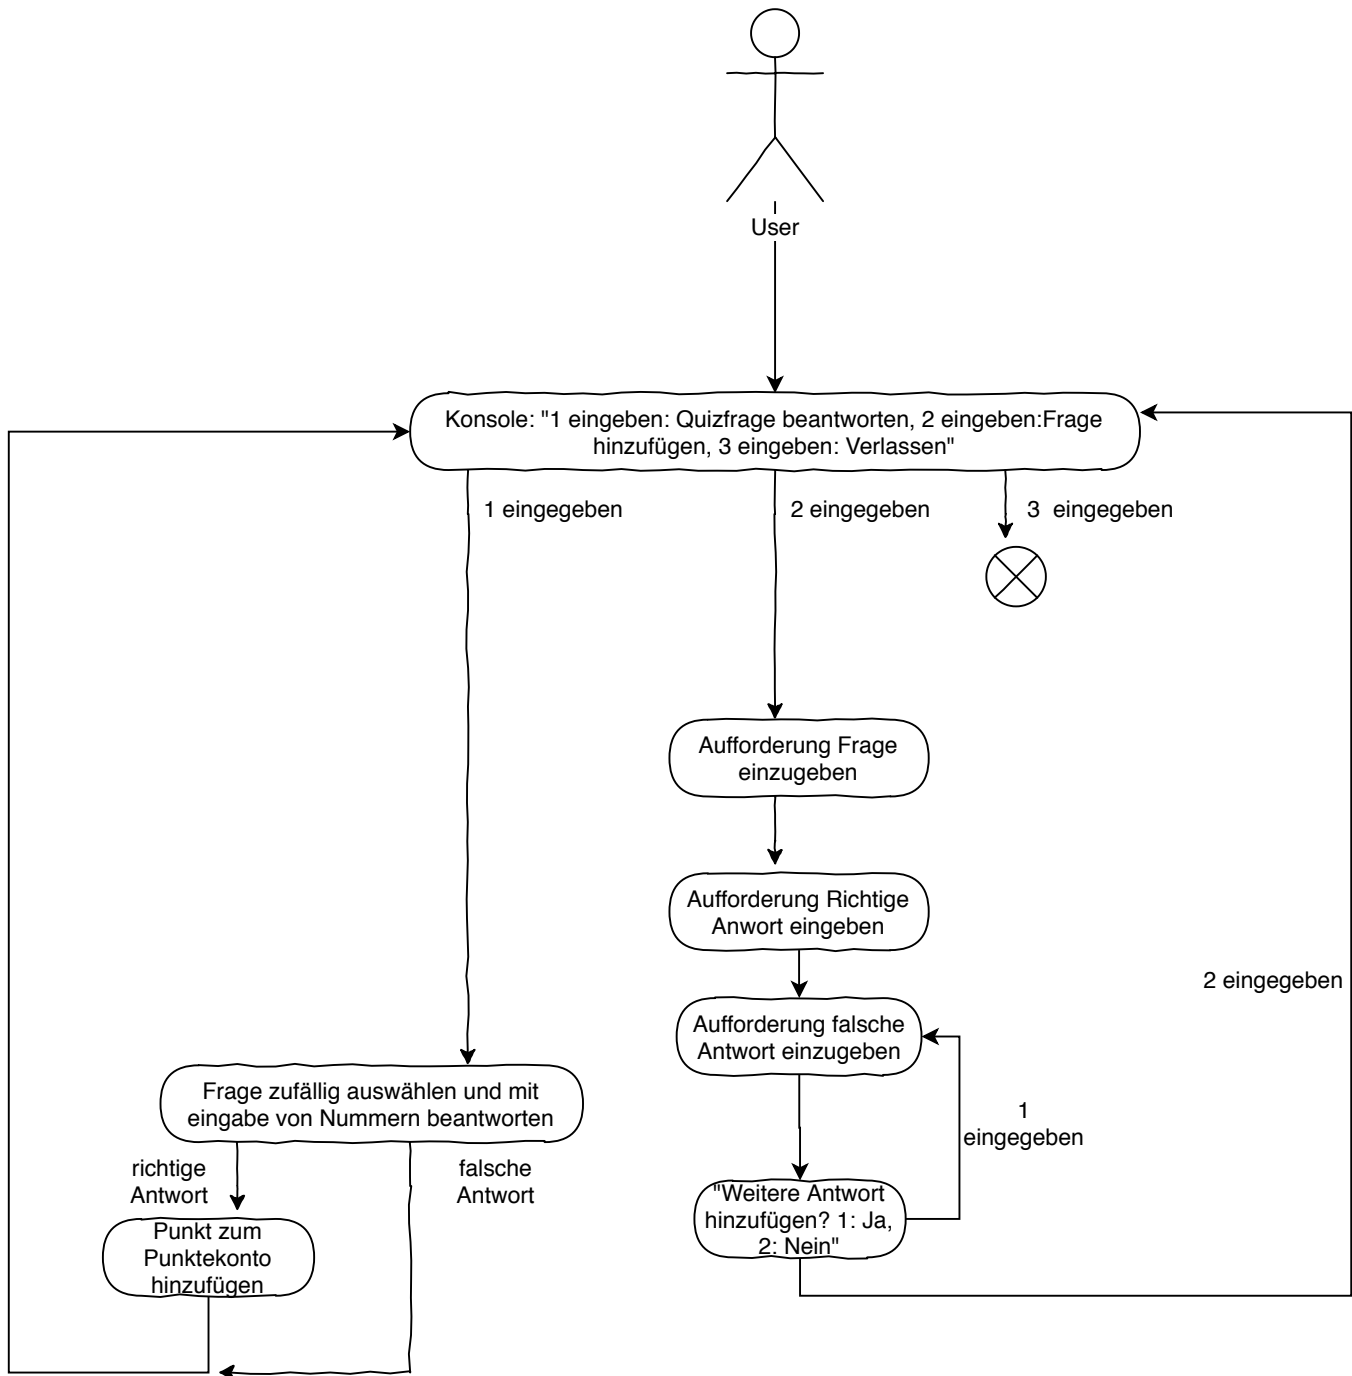 User
Konsole: "1 eingeben: Quizfrage beantworten, 2 eingeben:Frage
hinzufügen, 3 eingeben: Verlassen"
1 eingegeben
2 eingegeben
3 eingegeben
Aufforderung Frage
einzugeben
Aufforderung Richtige
Anwort eingeben
2 eingegeben
Aufforderung falsche
Antwort einzugeben
Frage zufällig auswählen und mit
eingabe von Nummern beantworten
1
eingegeben
richtige
Antwort
falsche
Antwort
"Weitere Antwort
hinzufügen? 1: Ja,
2: Nein"
Punkt zum
Punktekonto
hinzufügen